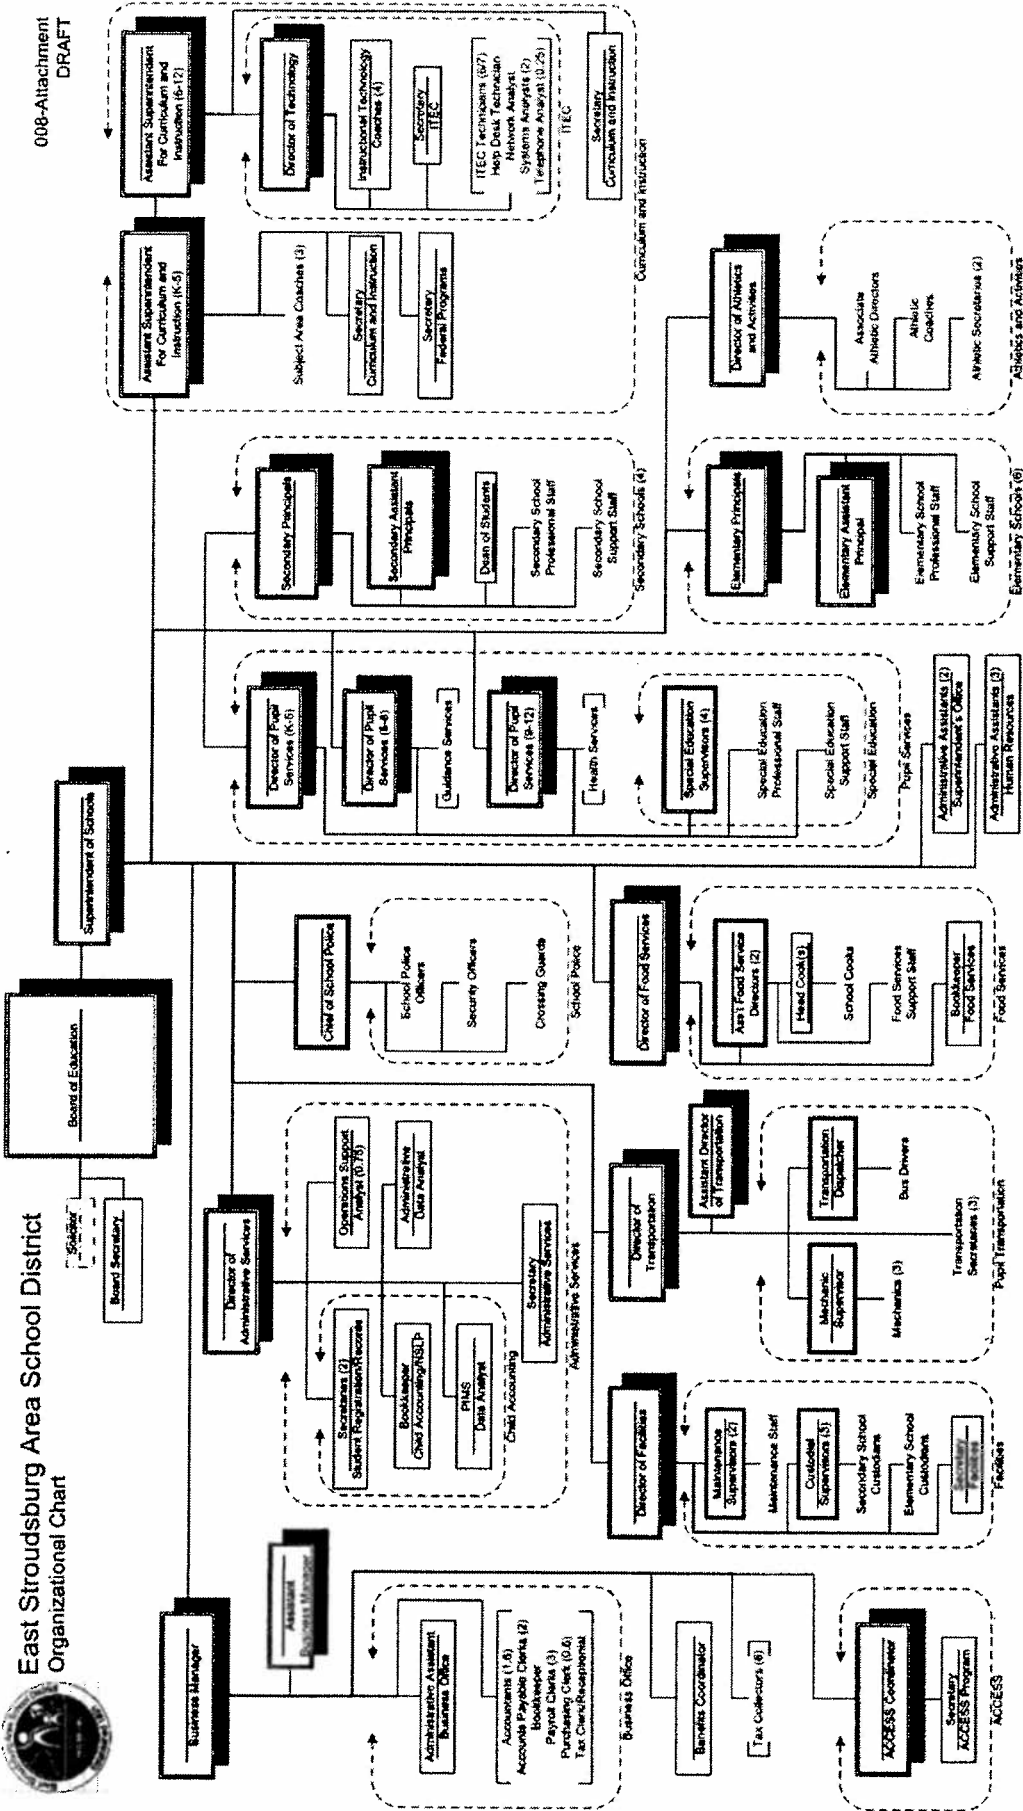 East Stroudsburg Area School District
Organizational Chart
008-Attachment
DRAFT
Board of Education
Solicitor
Board Secretary
Superintendent of Schools
Business Manager
Assistant
Business Manager
Administrative Assistant
Business Office
Accountants (1.6)
Accounts Payable Clerks (2)
Bookkeeper
Payroll Clerks (3)
Purchasing Clerk (0.6)
Tax Clerk/Receptionist
Business Office
Benefits Coordinator
Tax Collectors (6)
ACCESS Coordinator
Secretary
ACCESS Program
ACCESS
Director of
Administrative Services
Secretaries (2)
Student Registration/Records
Bookkeeper
Child Accounting/NSLP
PIMS
Data Analyst
Child Accounting
Operations Support
Analyst (0.75)
Administrative
Data Analyst
Secretary
Administrative Services
Administrative Services
Director of Facilities
Maintenance
Supervisors (2)
Maintenance Staff
Custodial
Supervisors (3)
Secondary School
Custodians
Elementary School
Custodians
Secretary
Facilities
Facilities
Director of
Transportation
Assistant Director
of Transportation
Mechanic
Supervisor
Mechanics (3)
Transportation
Dispatcher
Bus Drivers
Transportation
Secretaries (3)
Pupil Transportation
Chief of School Police
School Police
Officers
Security Officers
Crossing Guards
School Police
Director of Food Services
Ass't Food Service
Directors (2)
Head Cook(s)
School Cooks
Food Services
Support Staff
Bookkeeper
Food Services
Food Services
Director of Pupil
Services (K-5)
Director of Pupil
Services (6-8)
Guidance Services
Director of Pupil
Services (9-12)
Health Services
Special Education
Supervisors (4)
Special Education
Professional Staff
Special Education
Support Staff
Special Education
Pupil Services
Administrative Assistants (2)
Superintendent's Office
Administrative Assistants (3)
Human Resources
Secondary Principals
Secondary Assistant
Principals
Dean of Students
Secondary School
Professional Staff
Secondary School
Support Staff
Secondary Schools (4)
Elementary Principals
Elementary Assistant
Principal
Elementary School
Professional Staff
Elementary School
Support Staff
Elementary Schools (6)
Assistant Superintendent
For Curriculum and
Instruction (K-5)
Subject Area Coaches (3)
Secretary
Curriculum and Instruction
Secretary
Federal Programs
Assistant Superintendent
For Curriculum and
Instruction (6-12)
Director of Technology
Instructional Technology
Coaches (4)
Secretary
ITEC
ITEC Technicians (6/7)
Help Desk Technician
Network Analyst
Systems Analysts (2)
Telephone Analyst (0.25)
ITEC
Secretary
Curriculum and Instruction
Curriculum and Instruction
Director of Athletics
and Activities
Associate
Athletic Directors
Athletic
Coaches
Athletic Secretaries (2)
Athletics and Activities